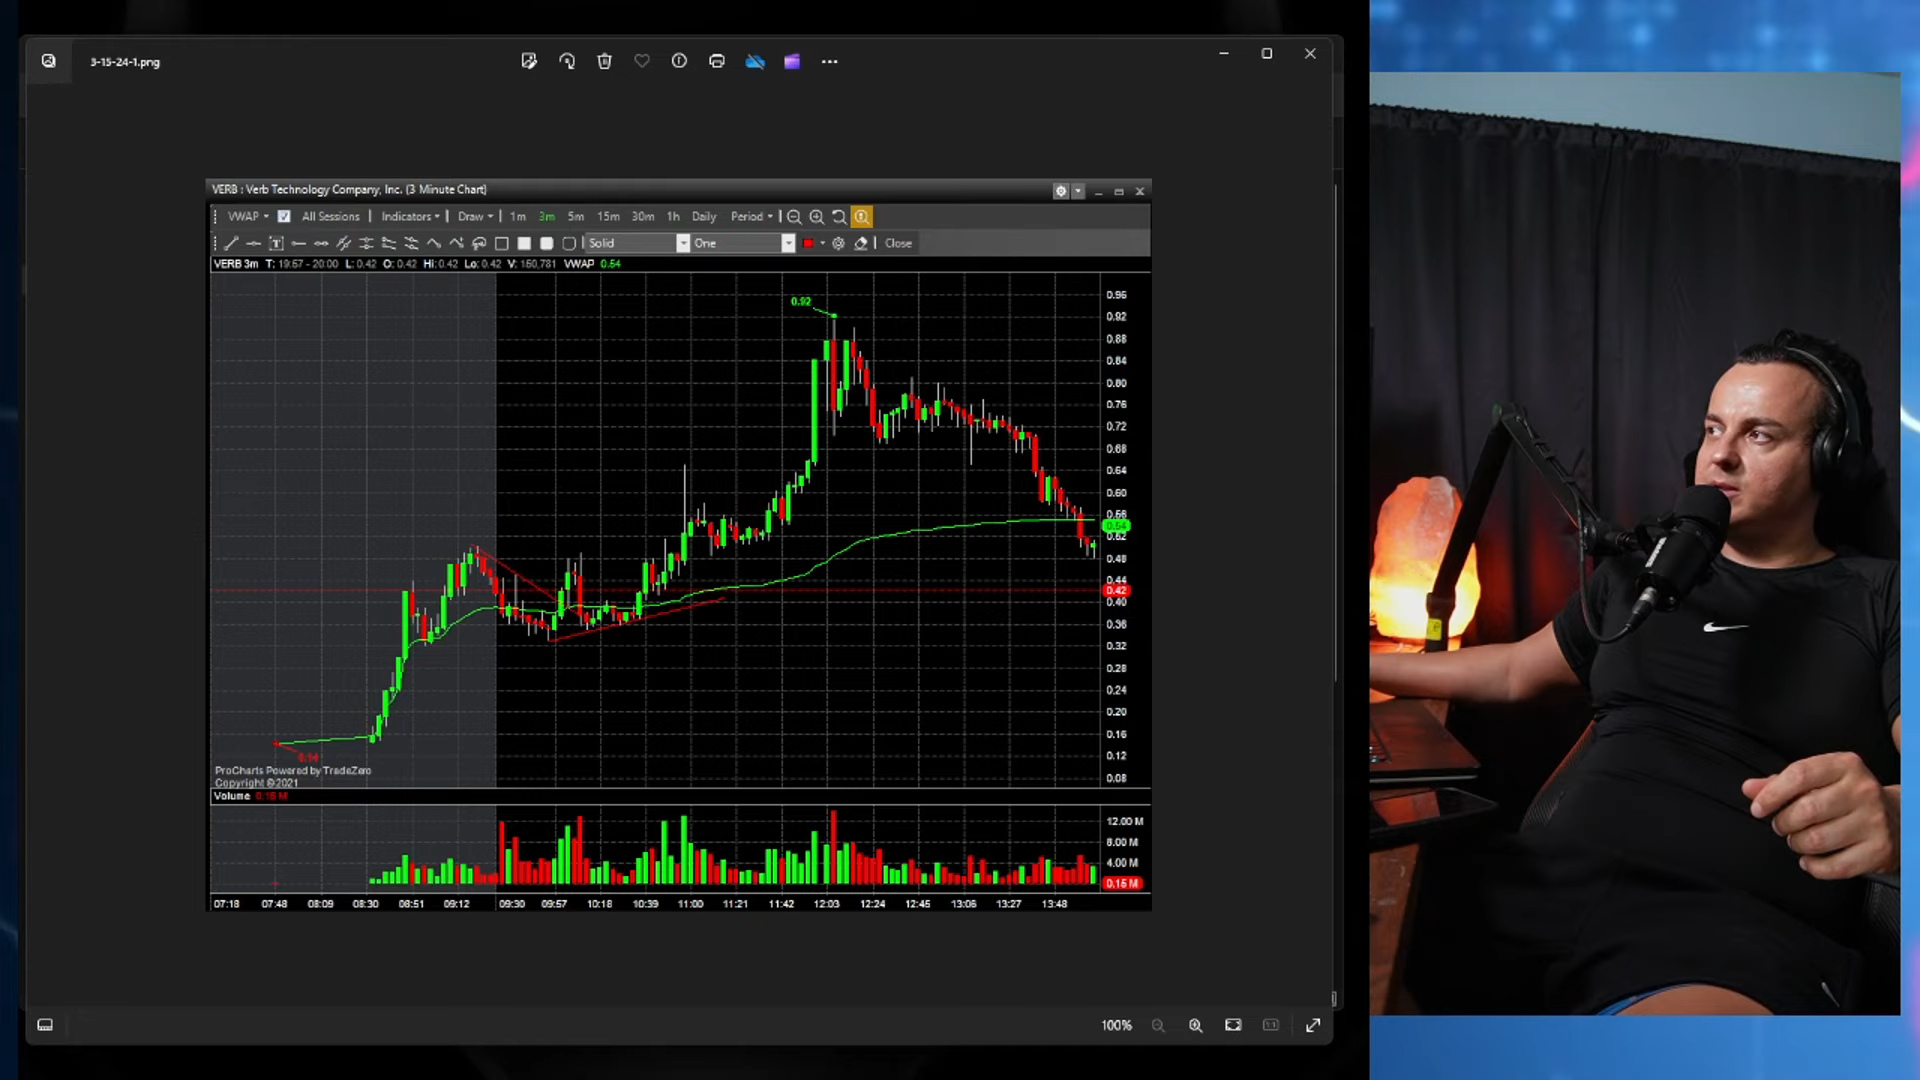 3-15-24-1.png
VERB : Verb Technology Company, Inc. (3 Minute Chart)
VWAP All Sessions Indicators Draw 1m 3m 5m 15m 30m 1h Daily Period
T Solid One Close
VERB 3m T: 19:57 - 20:00 L: 0.42 O: 0.42 Hi: 0.42 Lo: 0.42 V: 150,781 VWAP 0.54
0.92
0.96
0.92
0.88
0.84
0.80
0.76
0.72
0.68
0.64
0.60
0.56
0.54
0.52
0.48
0.44
0.42
0.40
0.36
0.32
0.28
0.24
0.20
0.16
0.12
0.08
0.14
ProCharts Powered by TradeZero
Copyright ©2021
Volume 0.15 M
12.00 M
8.00 M
4.00 M
0.15 M
07:18 07:48 08:09 08:30 08:51 09:12 09:30 09:57 10:18 10:39 11:00 11:21 11:42 12:03 12:24 12:45 13:06 13:27 13:48
100%